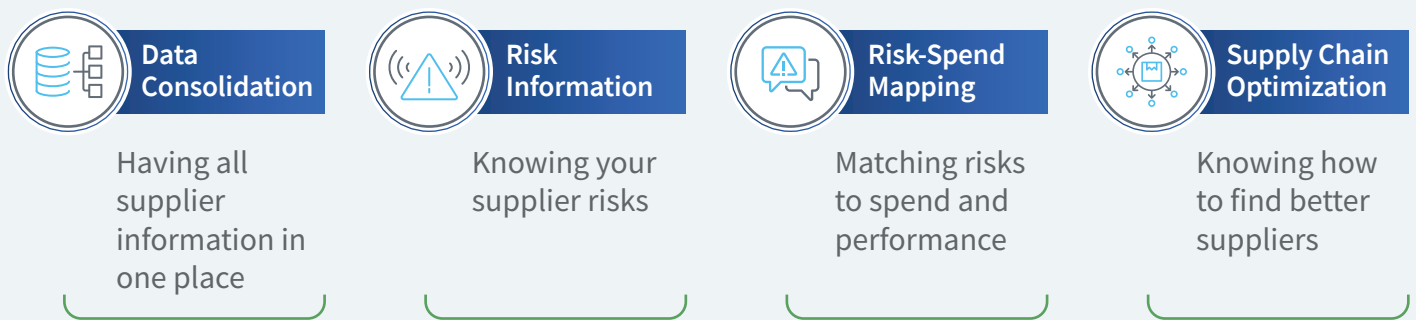 Data
Consolidation
Having all
supplier
information in
one place
Risk
Information
Knowing your
supplier risks
Risk-Spend
Mapping
Matching risks
to spend and
performance
Supply Chain
Optimization
Knowing how
to find better
suppliers